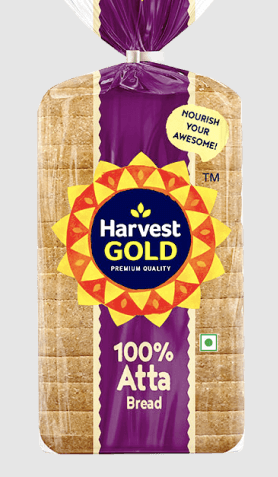 NOURISH
YOUR
AWESOME!
TM
Harvest
GOLD
PREMIUM QUALITY
100%
Atta
Bread